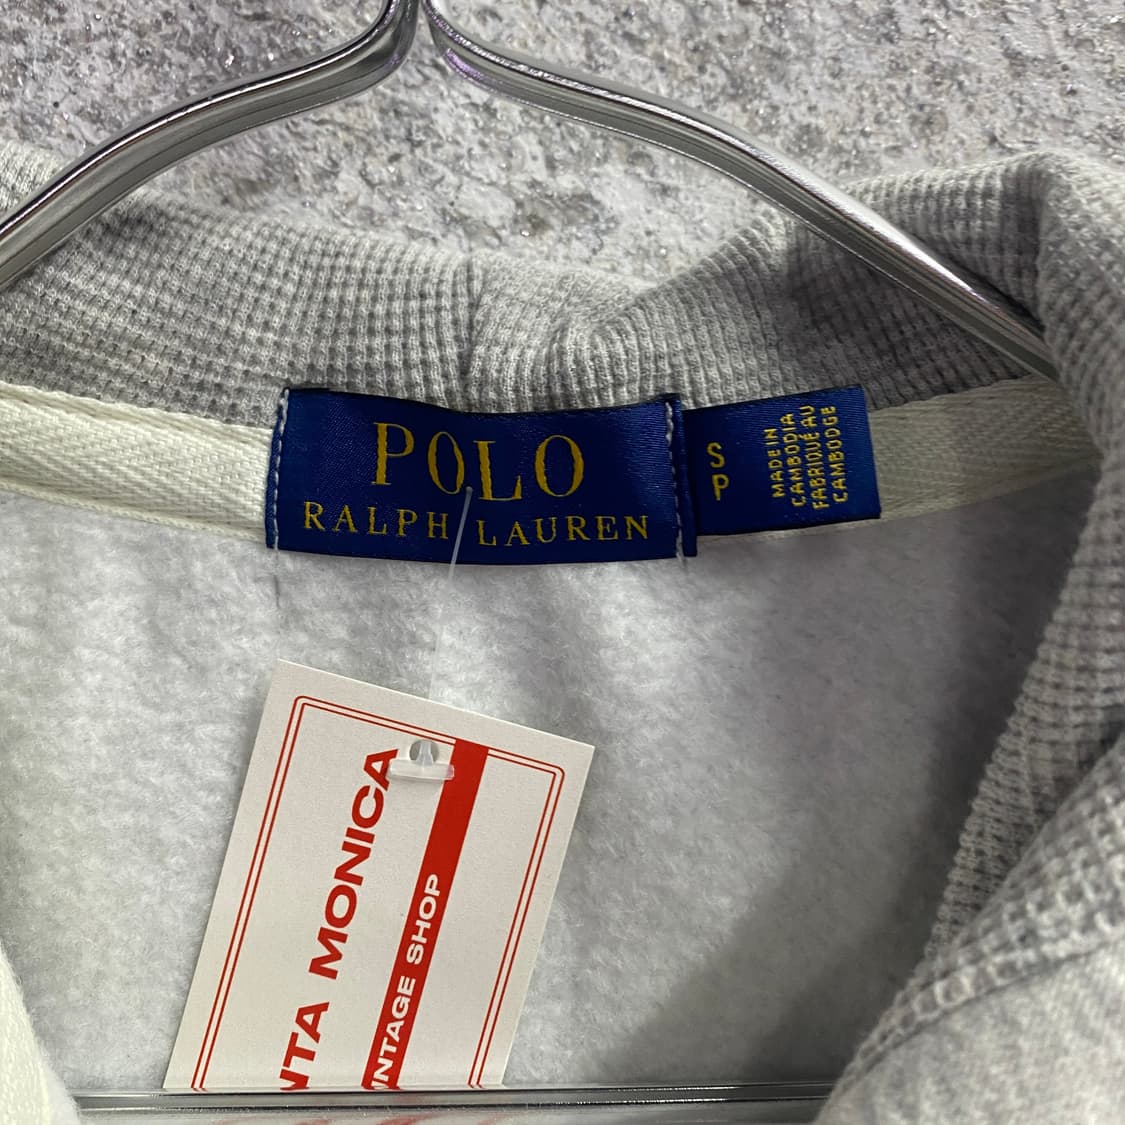 POLO
RALPH LAUREN
S
P
MADE IN
CAMBODIA
FABRIQUÉ AU
CAMBODGE
NTA MONICA
NTAGE SHOP